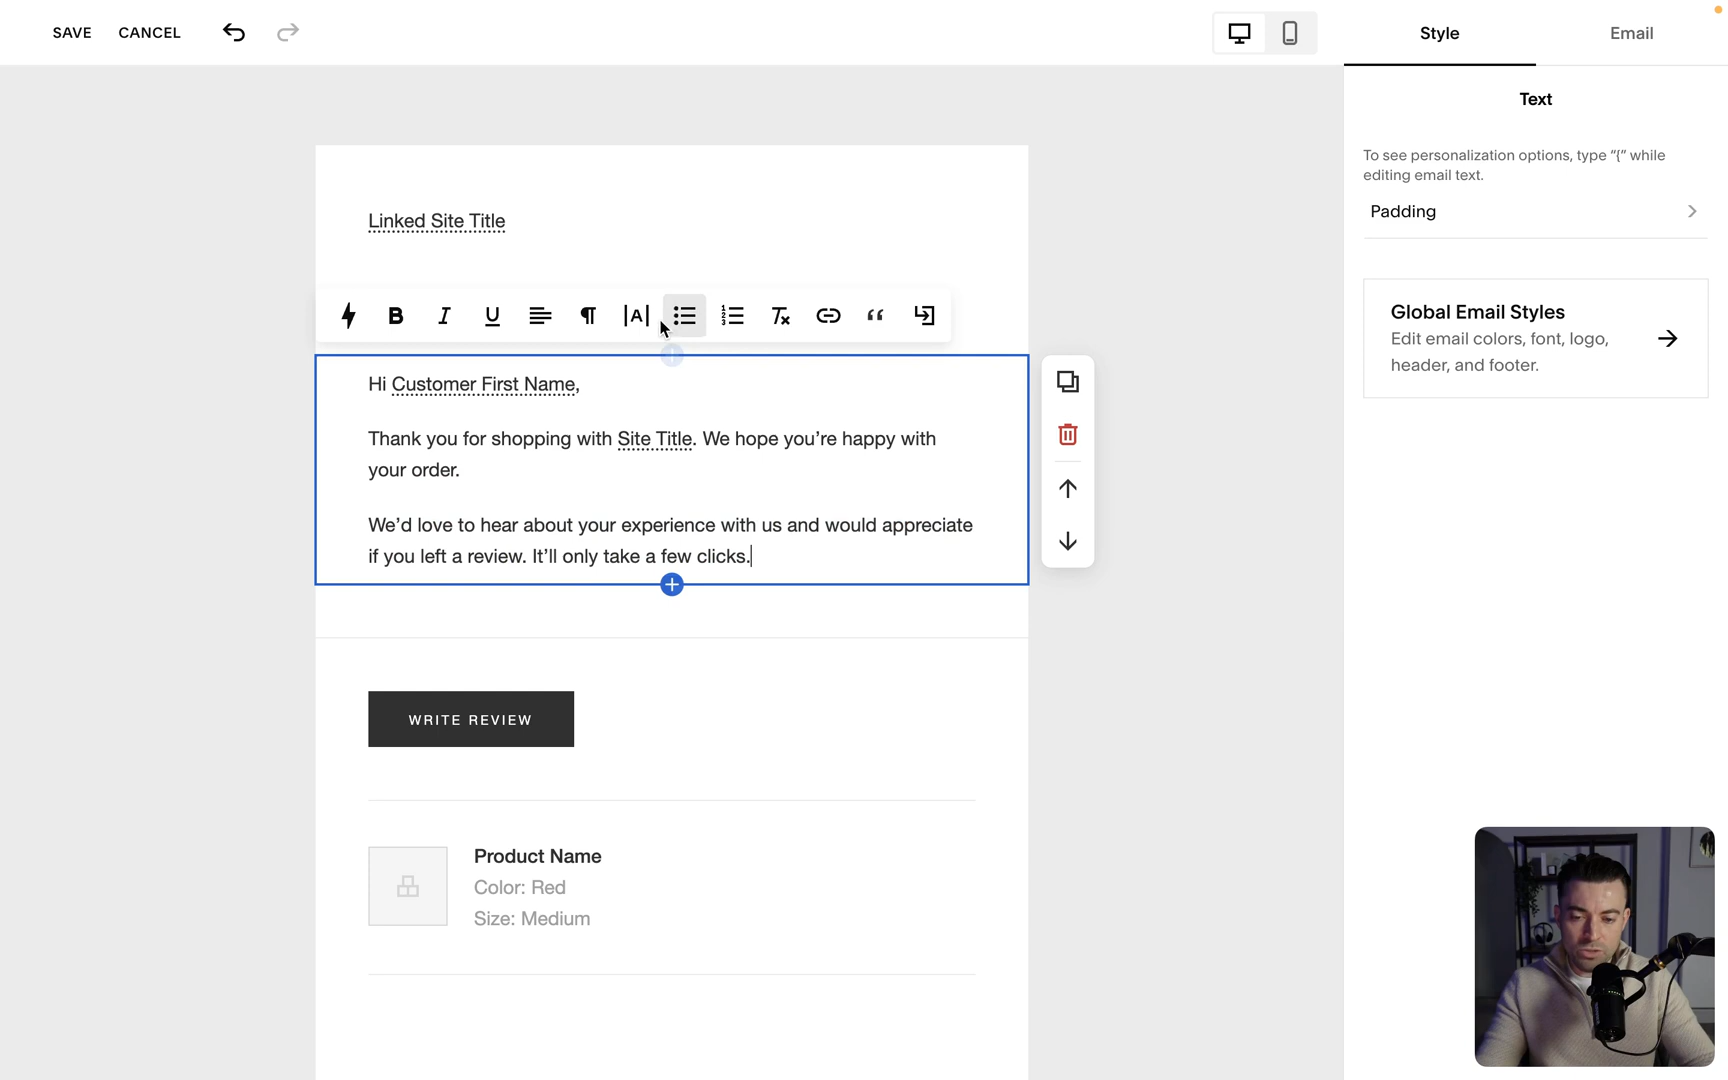 SAVE CANCEL
Style Email
Text
To see personalization options, type “{” while
editing email text.
Padding
Global Email Styles
Edit email colors, font, logo,
header, and footer.
Linked Site Title
Hi Customer First Name,
Thank you for shopping with Site Title. We hope you’re happy with
your order.
We’d love to hear about your experience with us and would appreciate
if you left a review. It’ll only take a few clicks.
WRITE REVIEW
Product Name
Color: Red
Size: Medium